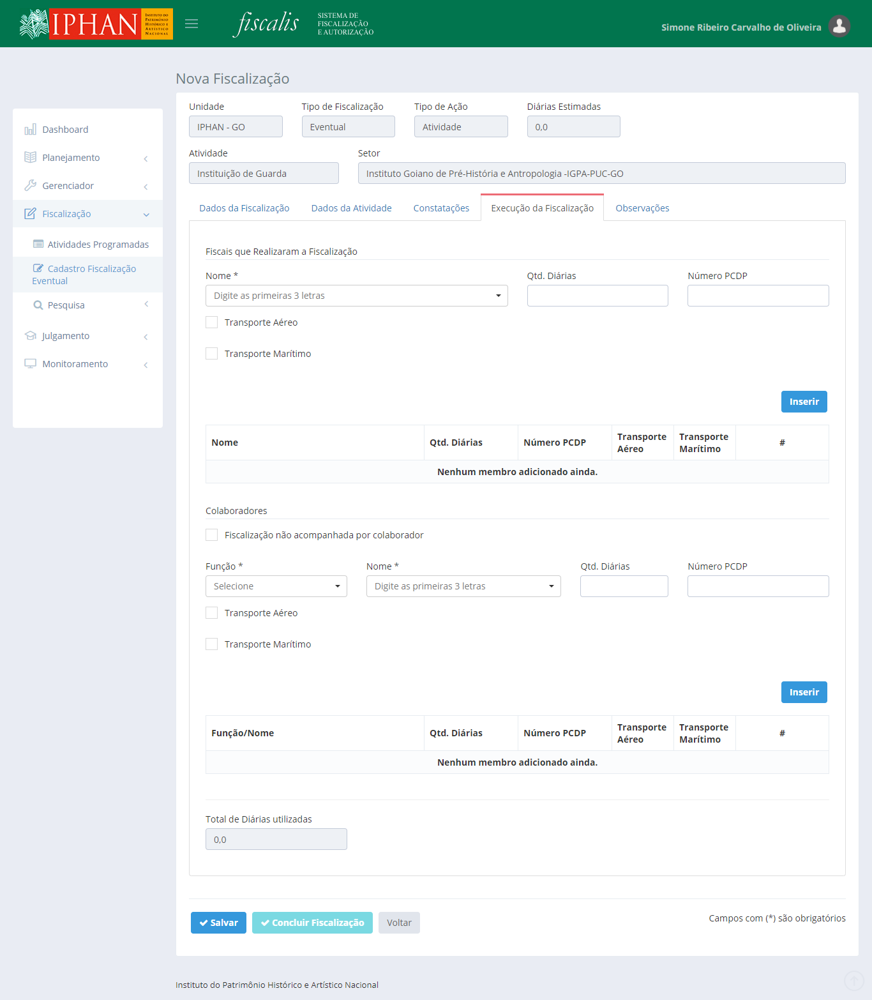 IPHAN
INSTITUTO DO
PATRIMÔNIO
HISTÓRICO E
ARTÍSTICO
NACIONAL
fiscalis
SISTEMA DE
FISCALIZAÇÃO
E AUTORIZAÇÃO
Simone Ribeiro Carvalho de Oliveira
Dashboard
Planejamento
Gerenciador
Fiscalização
Atividades Programadas
Cadastro Fiscalização
Eventual
Pesquisa
Julgamento
Monitoramento
Nova Fiscalização
Unidade Tipo de Fiscalização Tipo de Ação Diárias Estimadas
IPHAN - GO Eventual Atividade 0,0
Atividade Setor
Instituição de Guarda Instituto Goiano de Pré-História e Antropologia -IGPA-PUC-GO
Dados da Fiscalização Dados da Atividade Constatações Execução da Fiscalização Observações
Fiscais que Realizaram a Fiscalização
Nome * Qtd. Diárias Número PCDP
Digite as primeiras 3 letras
Transporte Aéreo
Transporte Marítimo
Inserir
Nome Qtd. Diárias Número PCDP Transporte Aéreo Transporte Marítimo #
Nenhum membro adicionado ainda.
Colaboradores
Fiscalização não acompanhada por colaborador
Função * Nome * Qtd. Diárias Número PCDP
Selecione Digite as primeiras 3 letras
Transporte Aéreo
Transporte Marítimo
Inserir
Função/Nome Qtd. Diárias Número PCDP Transporte Aéreo Transporte Marítimo #
Nenhum membro adicionado ainda.
Total de Diárias utilizadas
0,0
Salvar Concluir Fiscalização Voltar Campos com (*) são obrigatórios
Instituto do Patrimônio Histórico e Artístico Nacional